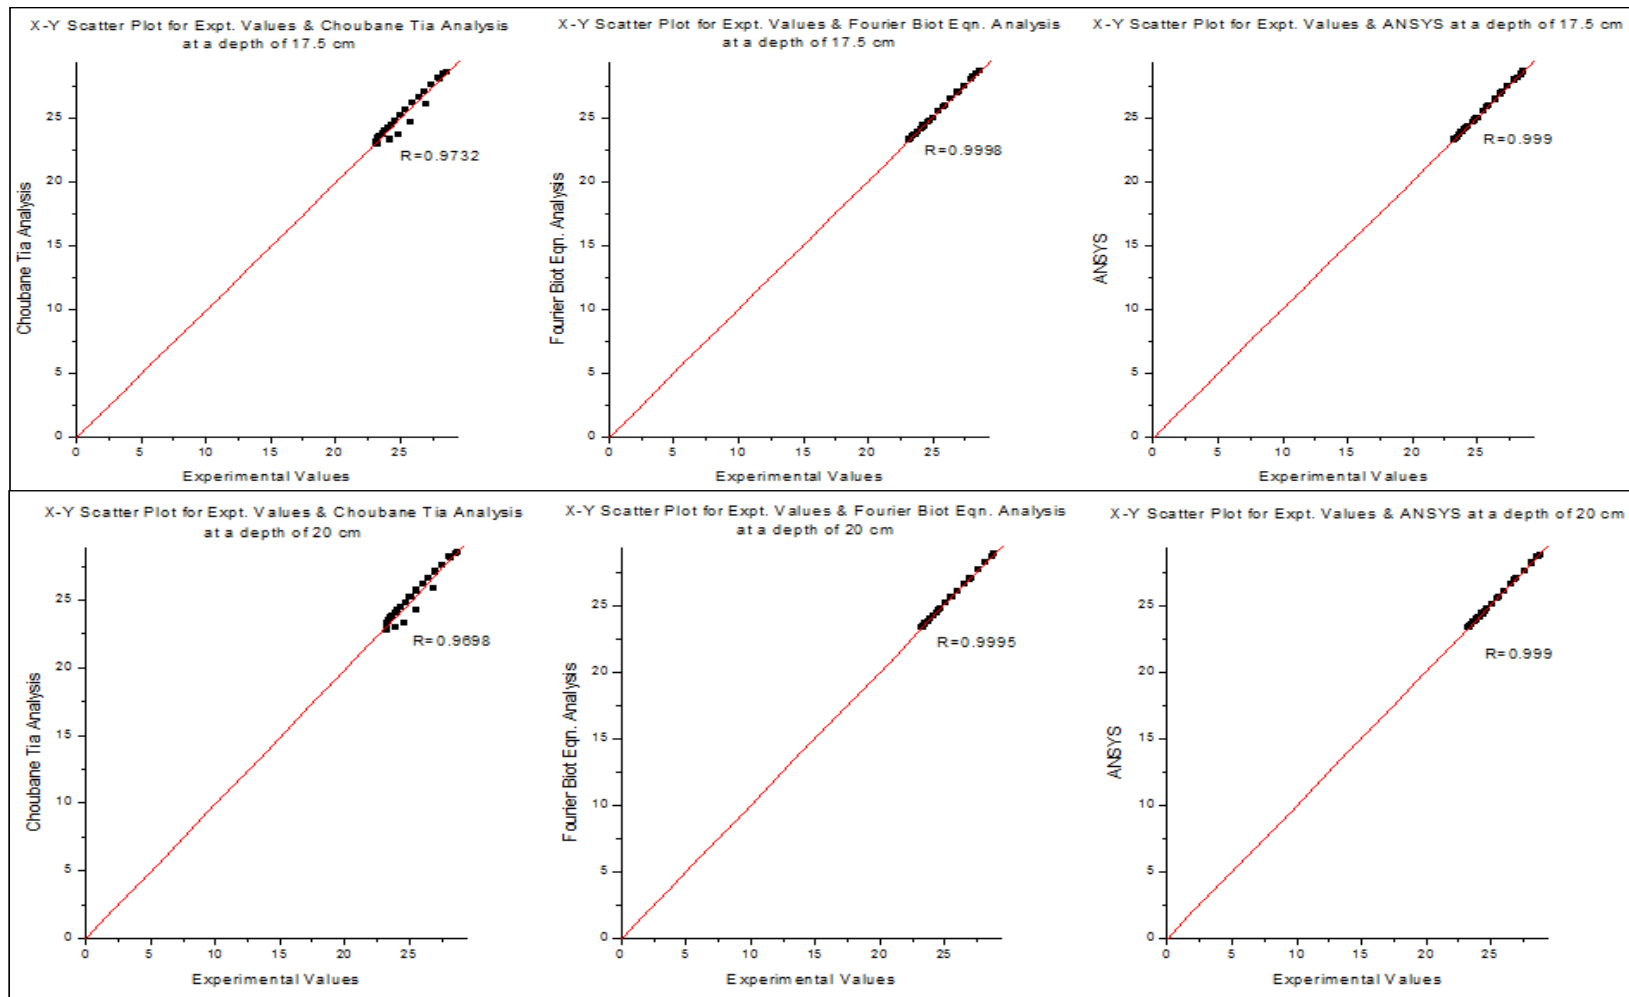 X-Y Scatter Plot for Expt. Values & Choubane Tia Analysis
at a depth of 17.5 cm
25
20
15
10
5
0
Choubane Tia Analysis
R=0.9732
0 5 10 15 20 25
Experimental Values
X-Y Scatter Plot for Expt. Values & Fourier Biot Eqn. Analysis
at a depth of 17.5 cm
25
20
15
10
5
0
Fourier Biot Eqn. Analysis
R=0.9998
0 5 10 15 20 25
Experimental Values
X-Y Scatter Plot for Expt. Values & ANSYS at a depth of 17.5 cm
25
20
15
10
5
0
ANSYS
R=0.999
0 5 10 15 20 25
Experimental Values
X-Y Scatter Plot for Expt. Values & Choubane Tia Analysis
at a depth of 20 cm
25
20
15
10
5
0
Choubane Tia Analysis
R=0.9698
0 5 10 15 20 25
Experimental Values
X-Y Scatter Plot for Expt. Values & Fourier Biot Eqn. Analysis
at a depth of 20 cm
25
20
15
10
5
0
Fourier Biot Eqn. Analysis
R=0.9995
0 5 10 15 20 25
Experimental Values
X-Y Scatter Plot for Expt. Values & ANSYS at a depth of 20 cm
25
20
15
10
5
0
ANSYS
R=0.999
0 5 10 15 20 25
Experimental Values